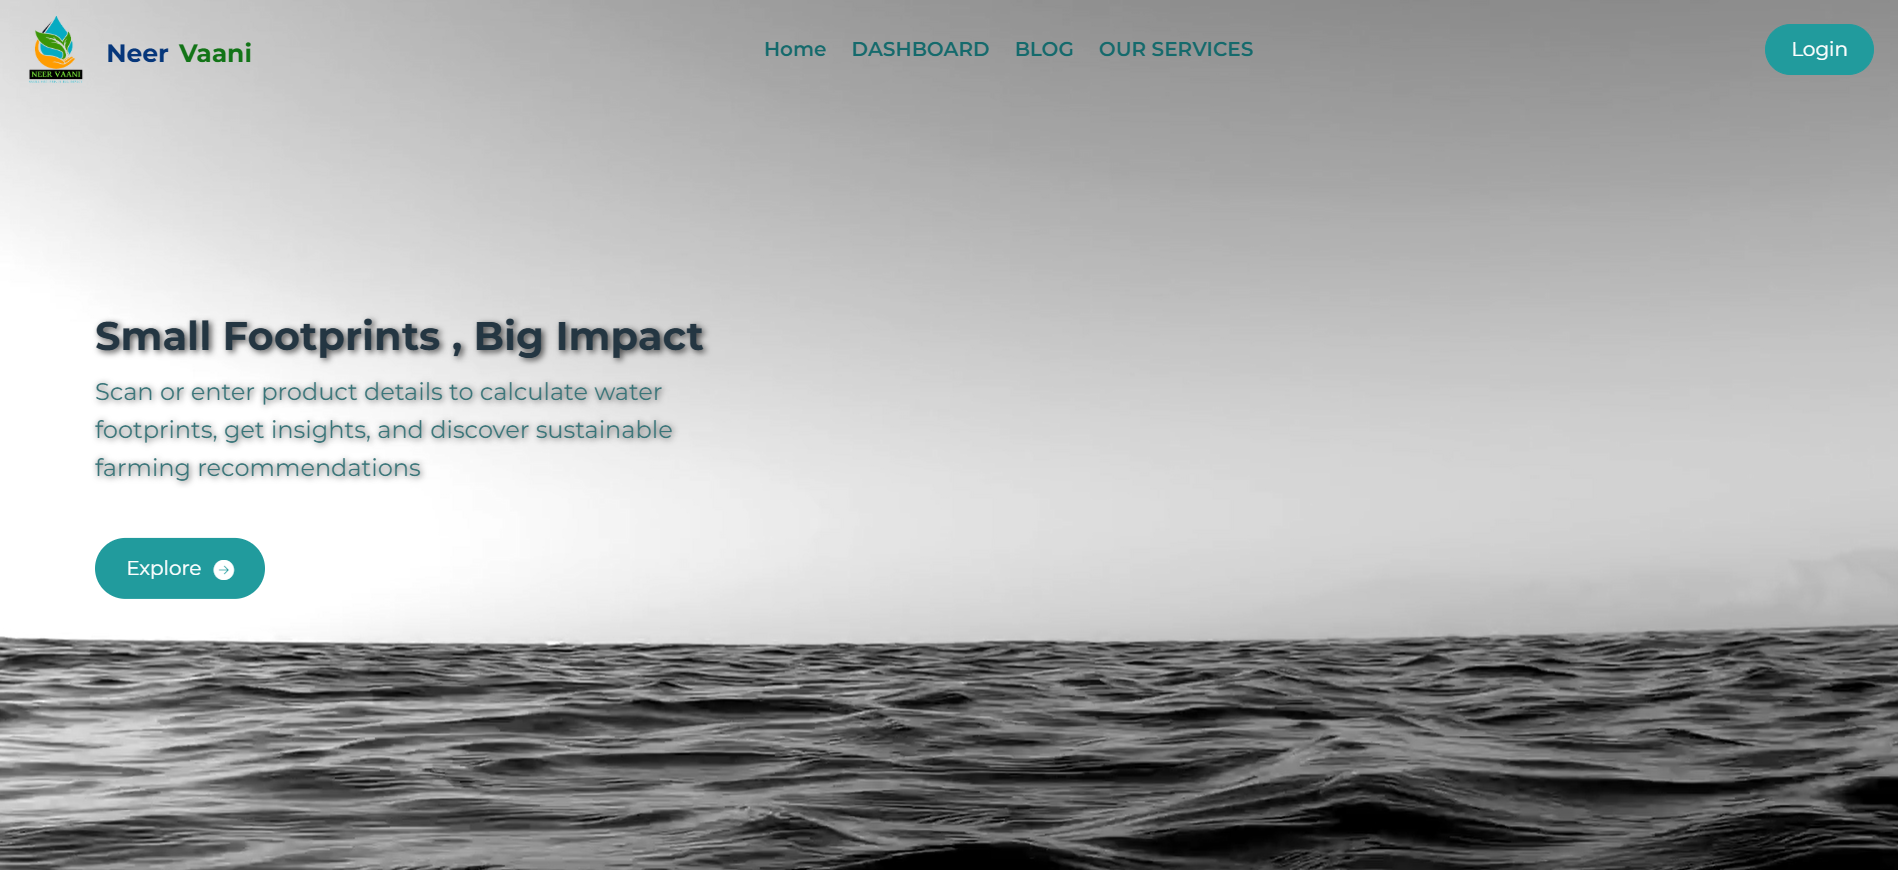 NEER VAANI
Neer Vaani
Home DASHBOARD BLOG OUR SERVICES
Login
Small Footprints , Big Impact
Scan or enter product details to calculate water
footprints, get insights, and discover sustainable
farming recommendations
Explore